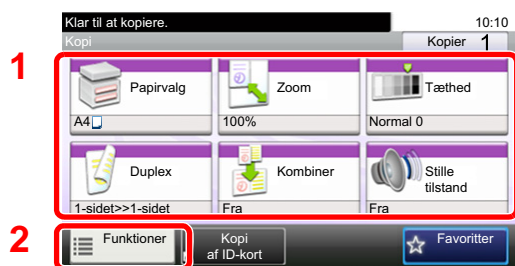 Klar til at kopiere. 10:10
Kopi Kopier 1
1
Papirvalg Zoom Tæthed
A4 100% Normal 0
Duplex Kombiner Stille
tilstand
1-sidet>>1-sidet Fra Fra
2
Funktioner Kopi Favoritter
af ID-kort